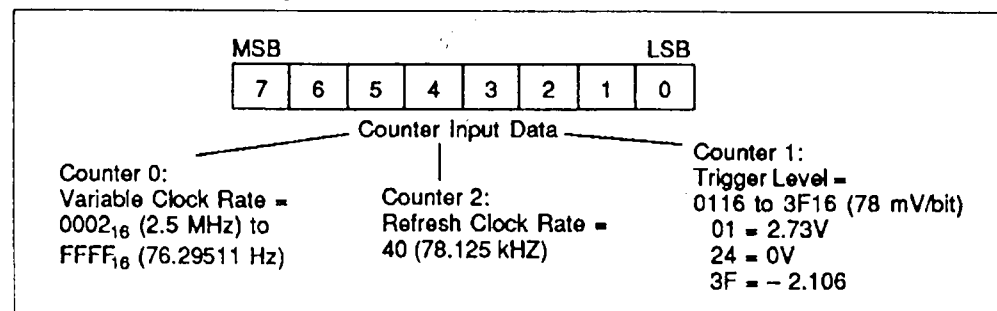 MSB LSB
7 6 5 4 3 2 1 0
Counter Input Data
Counter 0:
Variable Clock Rate =
0002₁₆ (2.5 MHz) to
FFFF₁₆ (76.29511 Hz)
Counter 2:
Refresh Clock Rate =
40 (78.125 kHZ)
Counter 1:
Trigger Level =
0116 to 3F16 (78 mV/bit)
01 = 2.73V
24 = 0V
3F = – 2.106